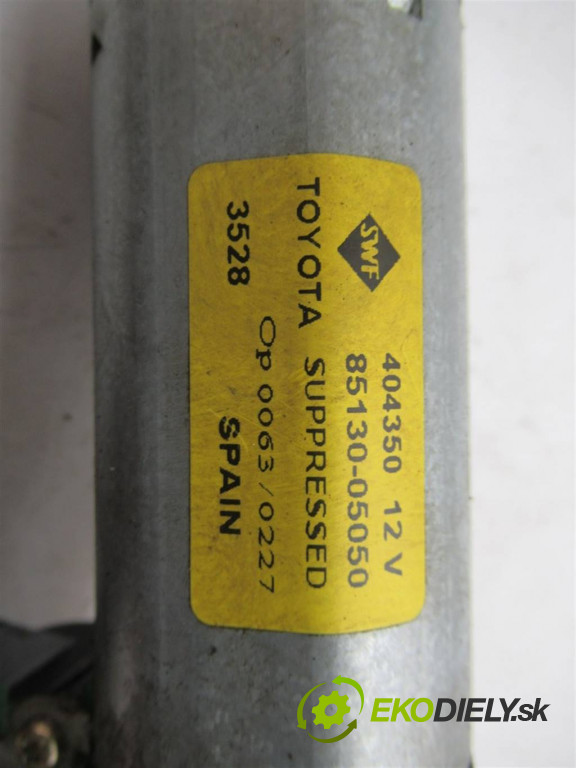 SWF
404350 12 V
85130-05050
TOYOTA SUPPRESSED
Op 0063/0227
3528 SPAIN
EKODIELY.sk